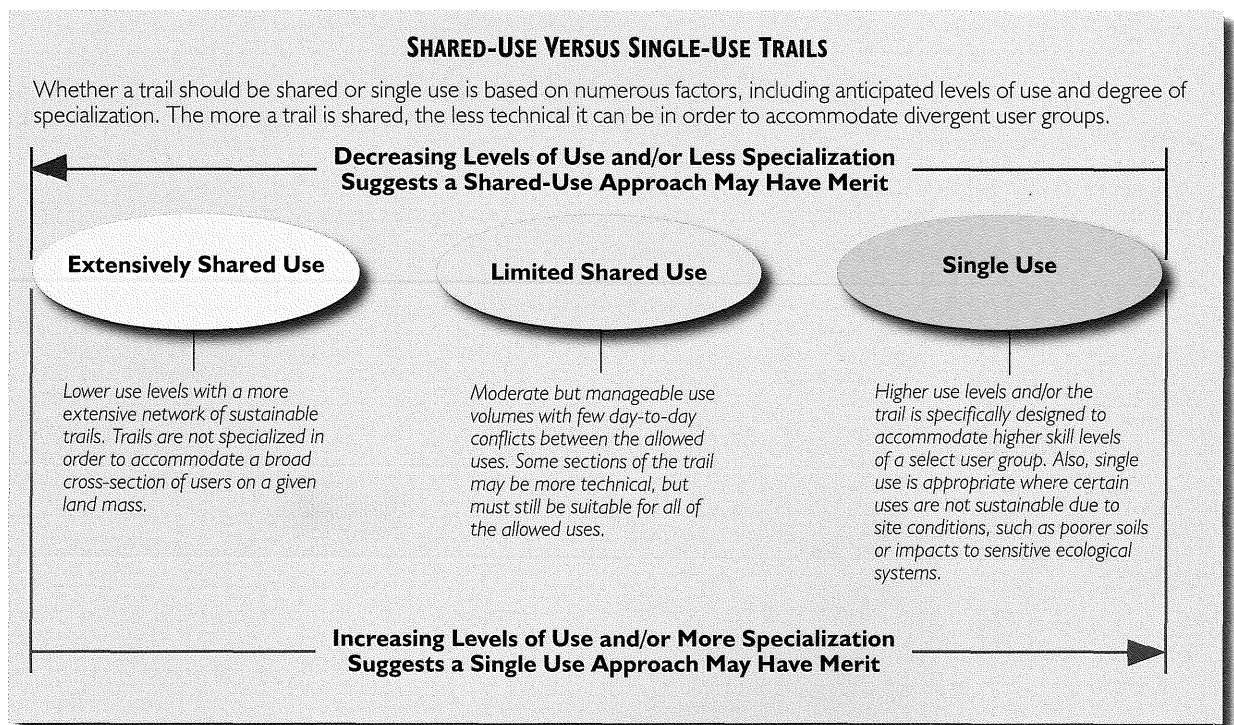 SHARED-USE VERSUS SINGLE-USE TRAILS
Whether a trail should be shared or single use is based on numerous factors, including anticipated levels of use and degree of
specialization. The more a trail is shared, the less technical it can be in order to accommodate divergent user groups.
Decreasing Levels of Use and/or Less Specialization
Suggests a Shared-Use Approach May Have Merit
Extensively Shared Use
Lower use levels with a more
extensive network of sustainable
trails. Trails are not specialized in
order to accommodate a broad
cross-section of users on a given
land mass.
Limited Shared Use
Moderate but manageable use
volumes with few day-to-day
conflicts between the allowed
uses. Some sections of the trail
may be more technical, but
must still be suitable for all of
the allowed uses.
Single Use
Higher use levels and/or the
trail is specifically designed to
accommodate higher skill levels
of a select user group. Also, single
use is appropriate where certain
uses are not sustainable due to
site conditions, such as poorer soils
or impacts to sensitive ecological
systems.
Increasing Levels of Use and/or More Specialization
Suggests a Single Use Approach May Have Merit